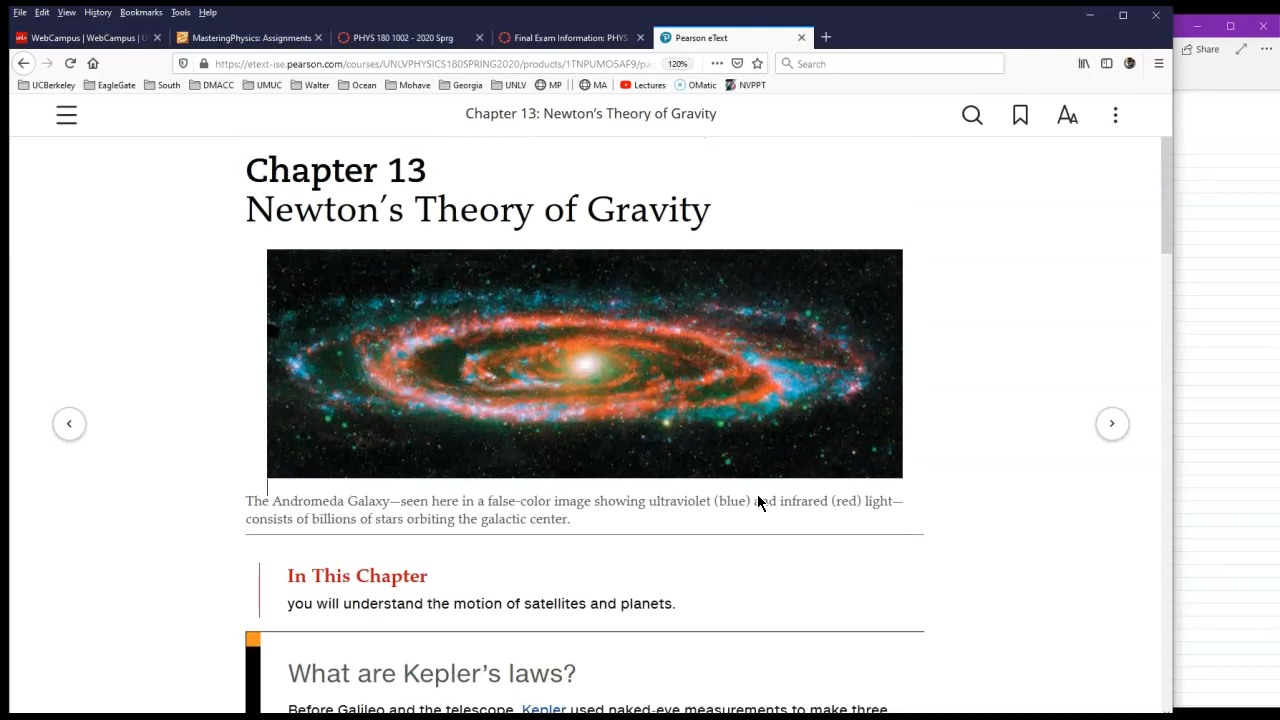 File Edit View History Bookmarks Tools Help
WebCampus | WebCampus | U
MasteringPhysics: Assignments
PHYS 180 1002 - 2020 Sprg
Final Exam Information: PHYS
Pearson eText
https://etext-ise.pearson.com/courses/UNLVPHYSICS180SPRING2020/products/1TNPUMO5AF9/pa
120%
Search
Share
UCBerkeley EagleGate South DMACC UMUC Walter Ocean Mohave Georgia UNLV MP MA Lectures OMatic NVPPT
Chapter 13: Newton's Theory of Gravity
Chapter 13
Newton's Theory of Gravity
The Andromeda Galaxy—seen here in a false-color image showing ultraviolet (blue) and infrared (red) light—
consists of billions of stars orbiting the galactic center.
In This Chapter
you will understand the motion of satellites and planets.
What are Kepler's laws?
Before Galileo and the telescope, Kepler used naked-eye measurements to make three